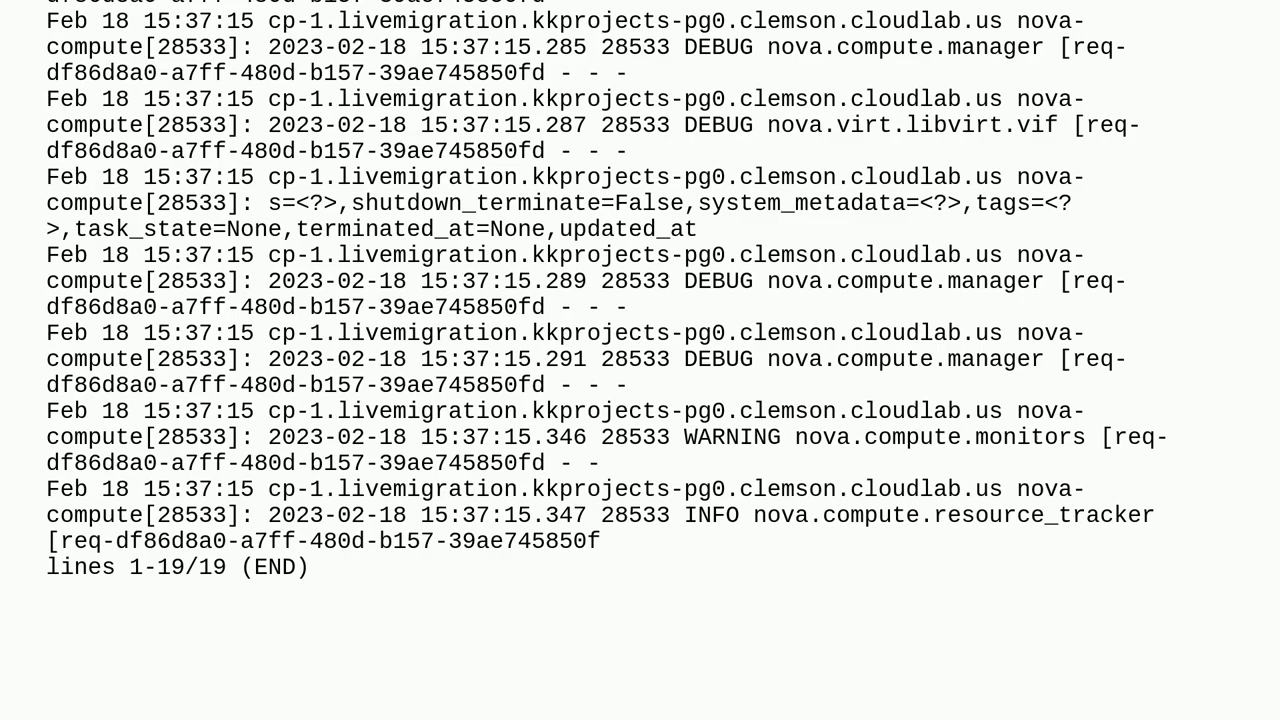 Feb 18 15:37:15 cp-1.livemigration.kkprojects-pg0.clemson.cloudlab.us nova-
compute[28533]: 2023-02-18 15:37:15.285 28533 DEBUG nova.compute.manager [req-
df86d8a0-a7ff-480d-b157-39ae745850fd - - -
Feb 18 15:37:15 cp-1.livemigration.kkprojects-pg0.clemson.cloudlab.us nova-
compute[28533]: 2023-02-18 15:37:15.287 28533 DEBUG nova.virt.libvirt.vif [req-
df86d8a0-a7ff-480d-b157-39ae745850fd - - -
Feb 18 15:37:15 cp-1.livemigration.kkprojects-pg0.clemson.cloudlab.us nova-
compute[28533]: s=<?>,shutdown_terminate=False,system_metadata=<?>,tags=<?
>,task_state=None,terminated_at=None,updated_at
Feb 18 15:37:15 cp-1.livemigration.kkprojects-pg0.clemson.cloudlab.us nova-
compute[28533]: 2023-02-18 15:37:15.289 28533 DEBUG nova.compute.manager [req-
df86d8a0-a7ff-480d-b157-39ae745850fd - - -
Feb 18 15:37:15 cp-1.livemigration.kkprojects-pg0.clemson.cloudlab.us nova-
compute[28533]: 2023-02-18 15:37:15.291 28533 DEBUG nova.compute.manager [req-
df86d8a0-a7ff-480d-b157-39ae745850fd - - -
Feb 18 15:37:15 cp-1.livemigration.kkprojects-pg0.clemson.cloudlab.us nova-
compute[28533]: 2023-02-18 15:37:15.346 28533 WARNING nova.compute.monitors [req-
df86d8a0-a7ff-480d-b157-39ae745850fd - -
Feb 18 15:37:15 cp-1.livemigration.kkprojects-pg0.clemson.cloudlab.us nova-
compute[28533]: 2023-02-18 15:37:15.347 28533 INFO nova.compute.resource_tracker
[req-df86d8a0-a7ff-480d-b157-39ae745850f
lines 1-19/19 (END)